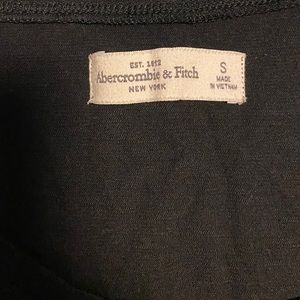 EST. 1892
Abercrombie & Fitch
NEW YORK
S
MADE
IN VIETNAM